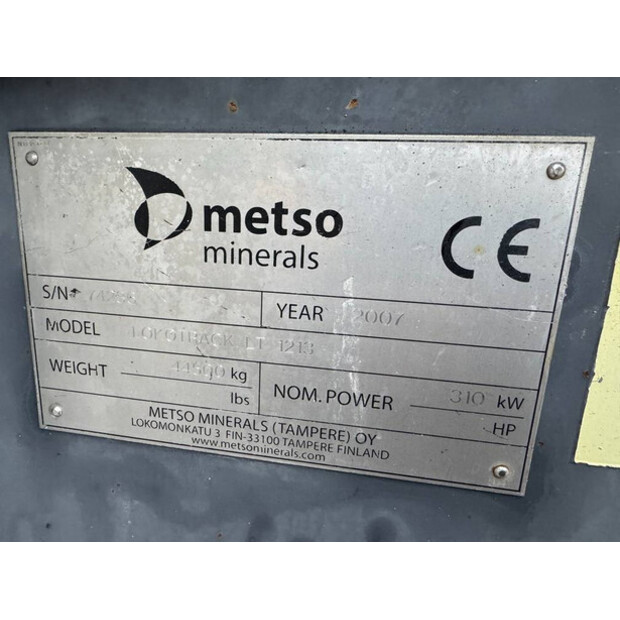 metso
minerals
CE
S/N°
YEAR 2007
MODEL LOKOTRACK LT 1213
WEIGHT 44500 kg
lbs
NOM. POWER 310 kW
HP
METSO MINERALS (TAMPERE) OY
LOKOMONKATU 3 FIN-33100 TAMPERE FINLAND
www.metsominerals.com